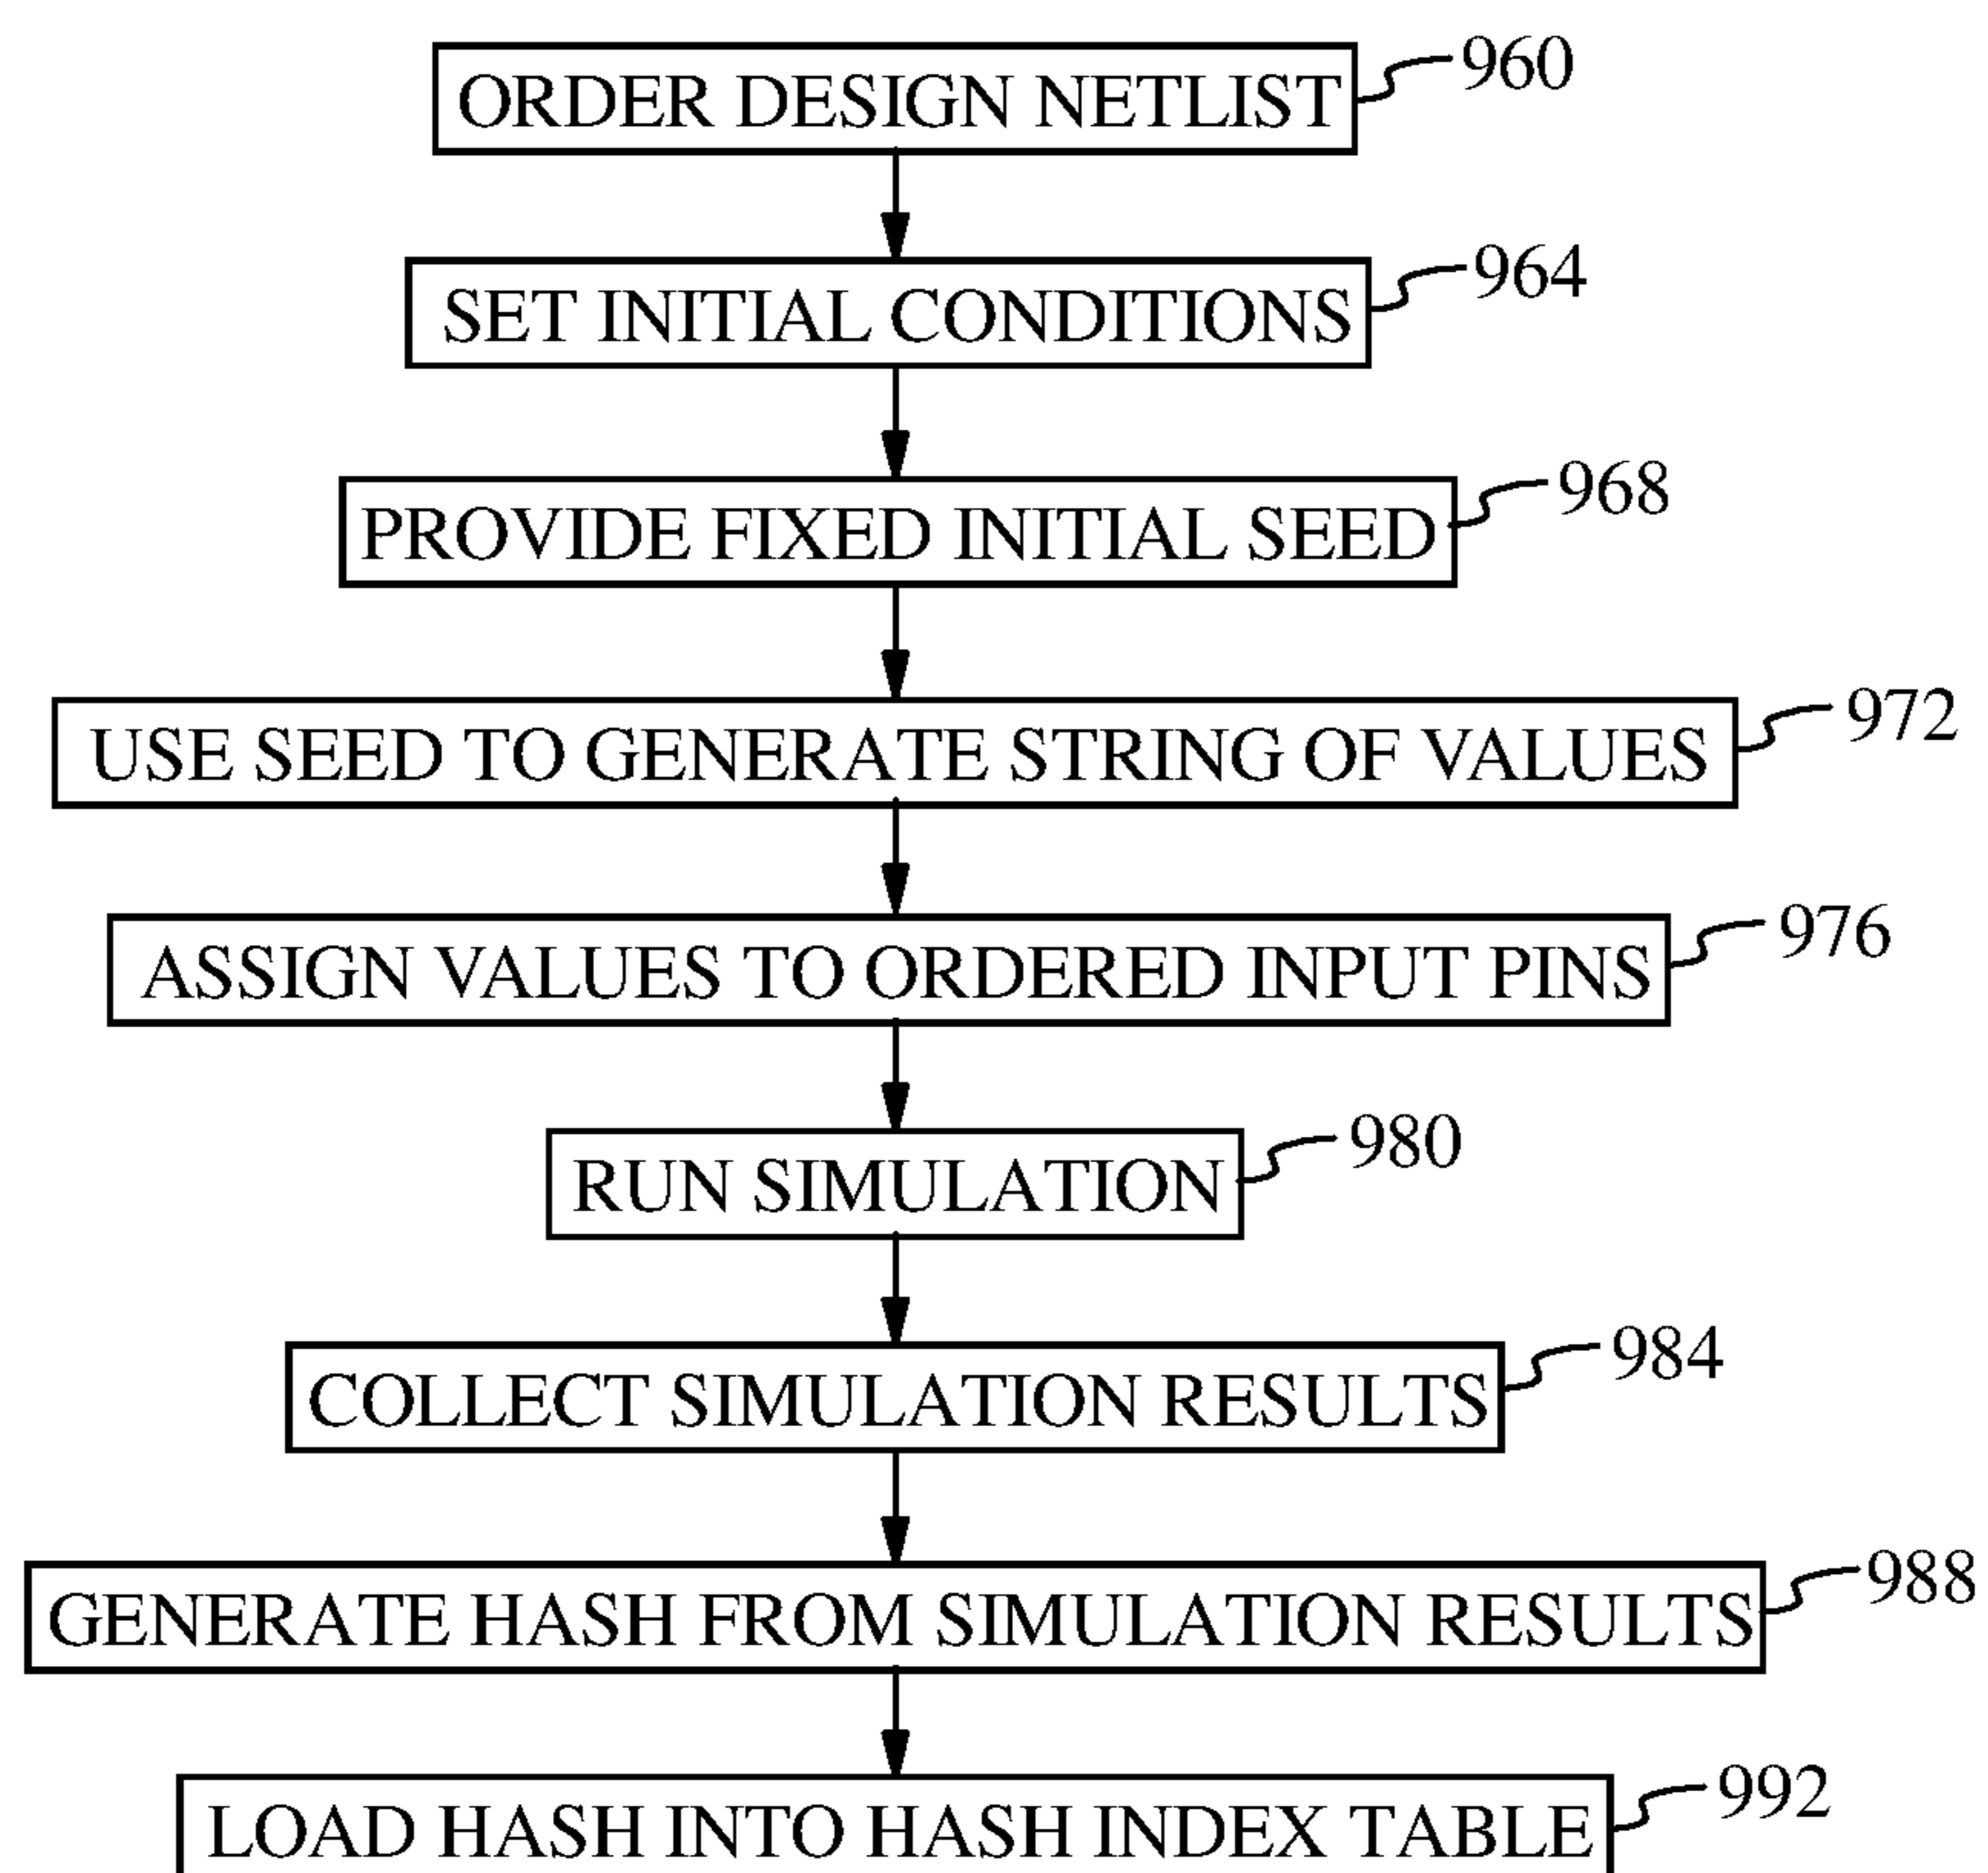 ORDER DESIGN NETLIST 960
SET INITIAL CONDITIONS 964
PROVIDE FIXED INITIAL SEED 968
USE SEED TO GENERATE STRING OF VALUES 972
ASSIGN VALUES TO ORDERED INPUT PINS 976
RUN SIMULATION 980
COLLECT SIMULATION RESULTS 984
GENERATE HASH FROM SIMULATION RESULTS 988
LOAD HASH INTO HASH INDEX TABLE 992